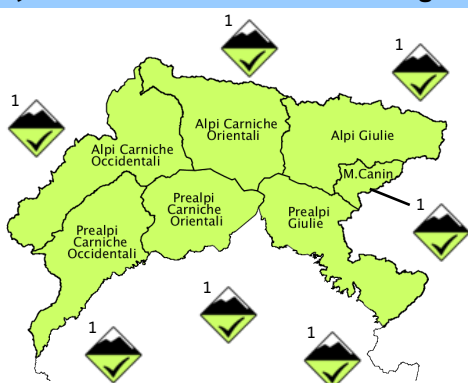 1
1
1
Alpi Carniche
Orientali
Alpi Giulie
Alpi Carniche
Occidentali
M.Canin
Prealpi
Carniche
Orientali
1
Prealpi
Giulie
Prealpi
Carniche
Occidentali
1
1
1